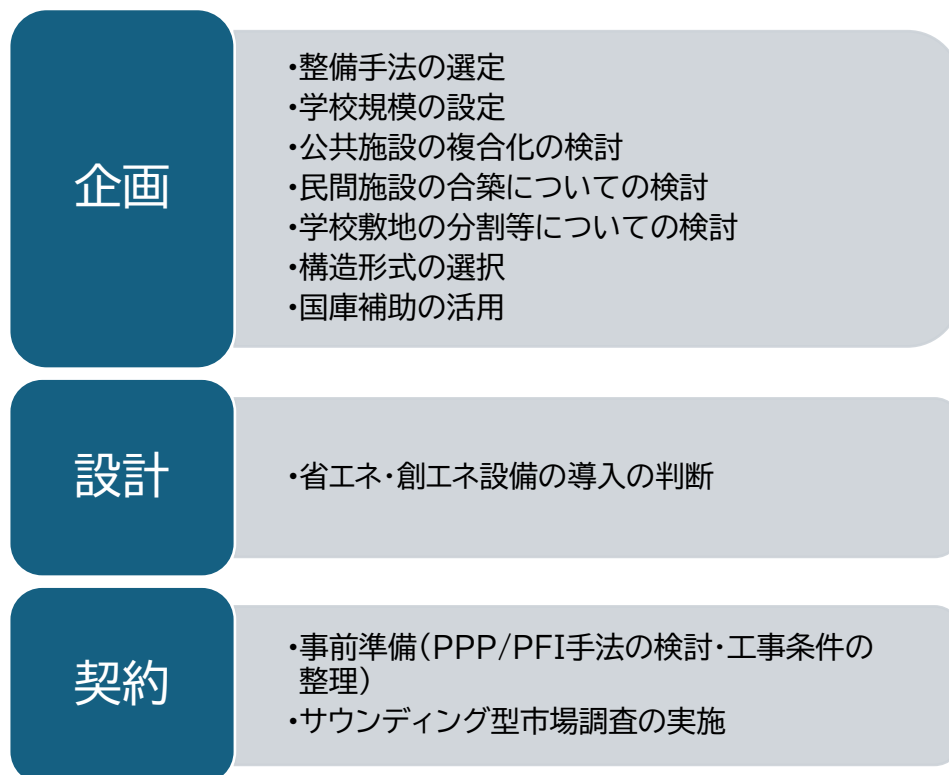 企画
・整備手法の選定
・学校規模の設定
・公共施設の複合化の検討
・民間施設の合築についての検討
・学校敷地の分割等についての検討
・構造形式の選択
・国庫補助の活用
設計
・省エネ・創エネ設備の導入の判断
契約
・事前準備（PPP/PFI手法の検討・工事条件の
整理）
・サウンディング型市場調査の実施